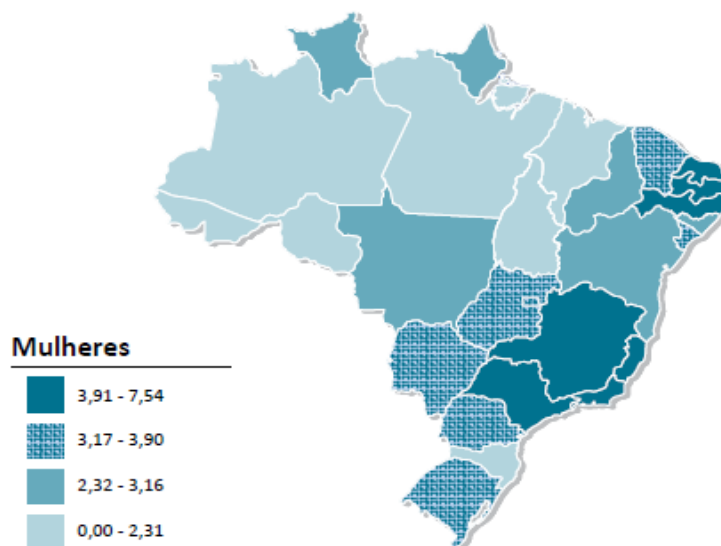 Mulheres
3,91 - 7,54
3,17 - 3,90
2,32 - 3,16
0,00 - 2,31